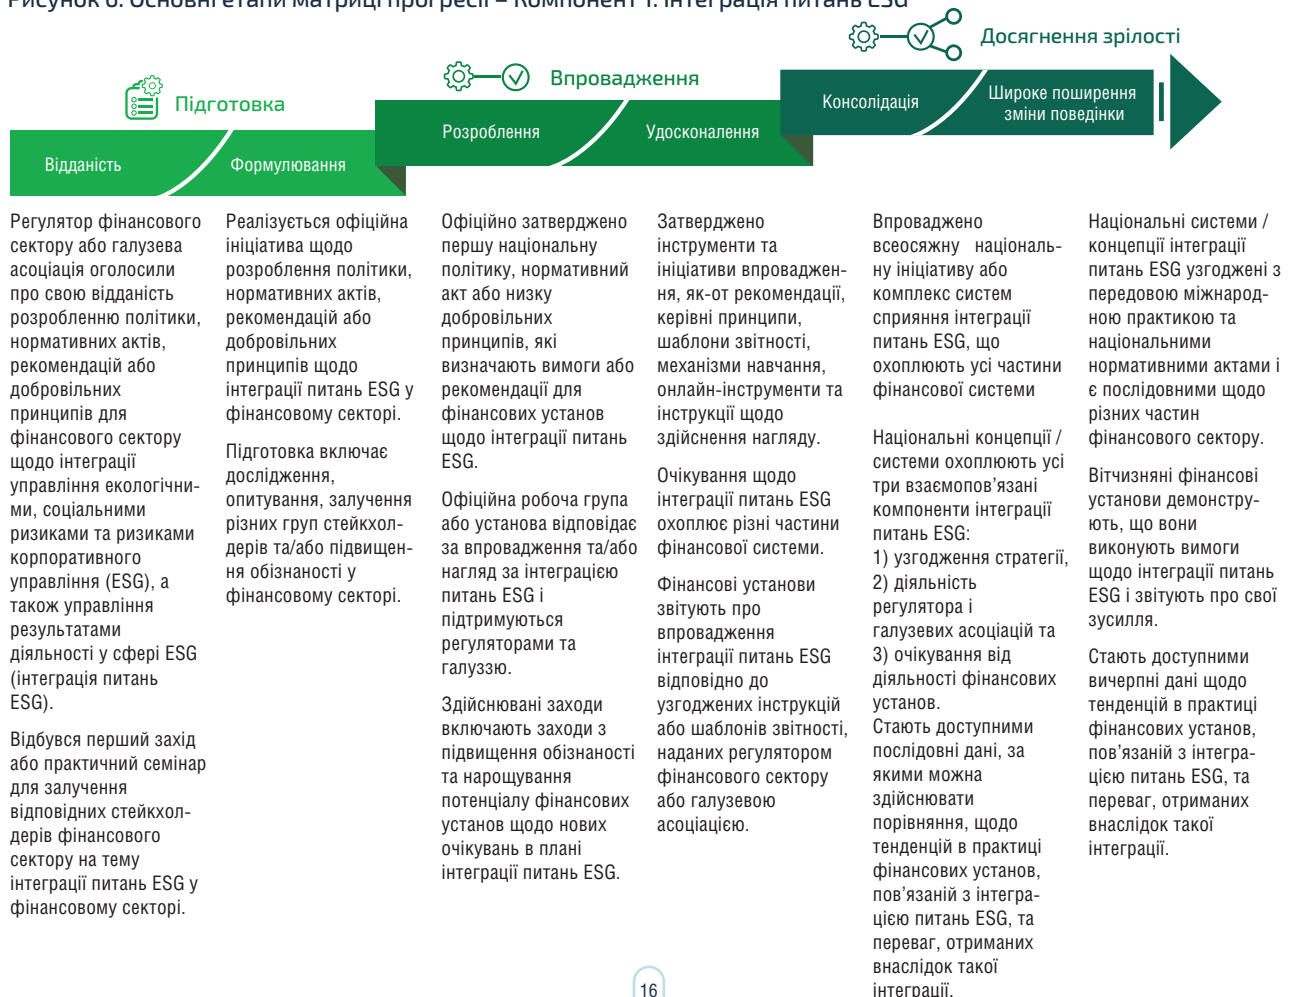 Рисунок 6. Основні етапи матриці прогресії – Компонент 1. Інтеграція питань ESG
Підготовка
Впровадження
Досягнення зрілості
Відданість
Формулювання
Розроблення
Удосконалення
Консолідація
Широке поширення
зміни поведінки
Регулятор фінансового
сектору або галузева
асоціація оголосили
про свою відданість
розробленню політики,
нормативних актів,
рекомендацій або
добровільних
принципів для
фінансового сектору
щодо інтеграції
управління екологічни-
ми, соціальними
ризиками та ризиками
корпоративного
управління (ESG), а
також управління
результатами
діяльності у сфері ESG
(інтеграція питань
ESG).
Відбувся перший захід
або практичний семінар
для залучення
відповідних стейкхол-
дерів фінансового
сектору на тему
інтеграції питань ESG у
фінансовому секторі.
Реалізується офіційна
ініціатива щодо
розроблення політики,
нормативних актів,
рекомендацій або
добровільних
принципів щодо
інтеграції питань ESG у
фінансовому секторі.
Підготовка включає
дослідження,
опитування, залучення
різних груп стейкхол-
дерів та/або підвищен-
ня обізнаності у
фінансовому секторі.
Офіційно затверджено
першу національну
політику, нормативний
акт або низку
добровільних
принципів, які
визначають вимоги або
рекомендації для
фінансових установ
щодо інтеграції питань
ESG.
Офіційна робоча група
або установа відповідає
за впровадження та/або
нагляд за інтеграцією
питань ESG і
підтримуються
регуляторами та
галуззю.
Здійснювані заходи
включають заходи з
підвищення обізнаності
та нарощування
потенціалу фінансових
установ щодо нових
очікувань в плані
інтеграції питань ESG.
Затверджено
інструменти та
ініціативи впроваджен-
ня, як-от рекомендації,
керівні принципи,
шаблони звітності,
механізми навчання,
онлайн-інструменти та
інструкції щодо
здійснення нагляду.
Очікування щодо
інтеграції питань ESG
охоплює різні частини
фінансової системи.
Фінансові установи
звітують про
впровадження
інтеграції питань ESG
відповідно до
узгоджених інструкцій
або шаблонів звітності,
наданих регулятором
фінансового сектору
або галузевою
асоціацією.
Впроваджено
всеосяжну національ-
ну ініціативу або
комплекс систем
сприяння інтеграції
питань ESG, що
охоплюють усі частини
фінансової системи
Національні концепції /
системи охоплюють усі
три взаємопов’язані
компоненти інтеграції
питань ESG:
1) узгодження стратегії,
2) діяльність
регулятора і
галузевих асоціацій та
3) очікування від
діяльності фінансових
установ.
Стають доступними
послідовні дані, за
якими можна
здійснювати
порівняння, щодо
тенденцій в практиці
фінансових установ,
пов’язаній з інтегра-
цією питань ESG, та
переваг, отриманих
внаслідок такої
інтеграції.
Національні системи /
концепції інтеграції
питань ESG узгоджені з
передовою міжнарод-
ною практикою та
національними
нормативними актами і
є послідовними щодо
різних частин
фінансового сектору.
Вітчизняні фінансові
установи демонстру-
ють, що вони
виконують вимоги
щодо інтеграції питань
ESG і звітують про свої
зусилля.
Стають доступними
вичерпні дані щодо
тенденцій в практиці
фінансових установ,
пов’язаній з інтегра-
цією питань ESG, та
переваг, отриманих
внаслідок такої
інтеграції.
16